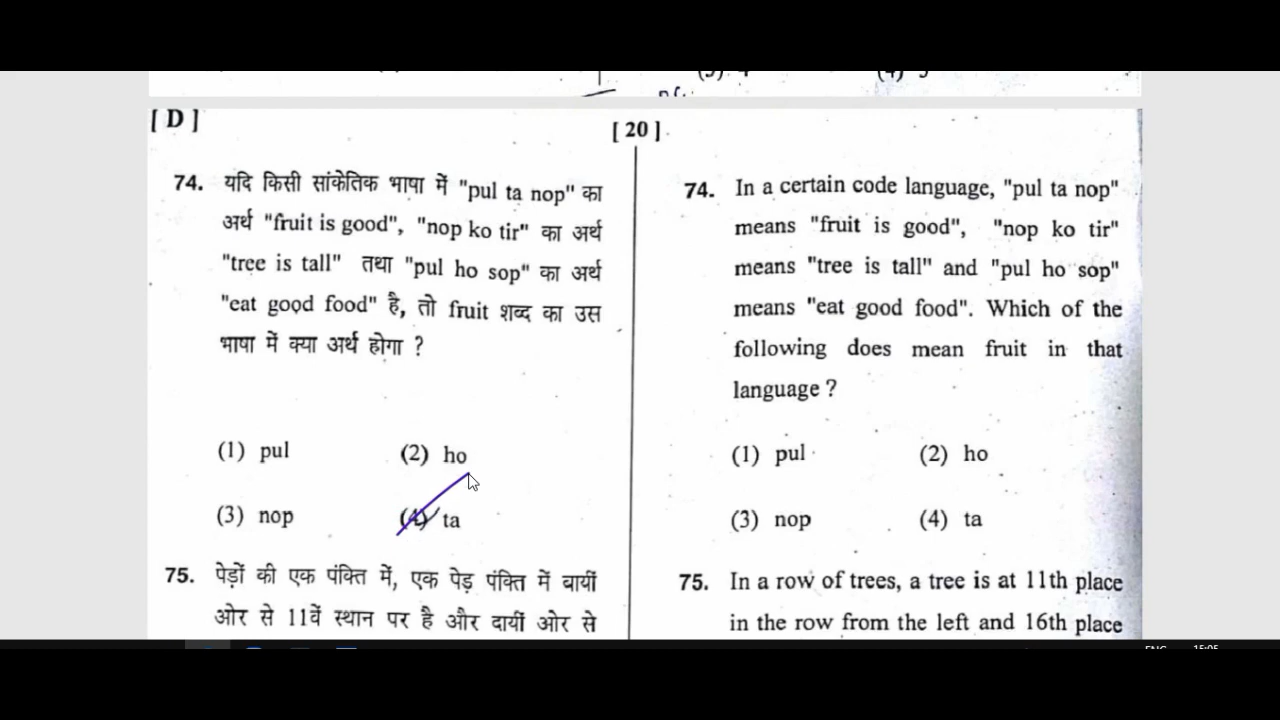 [ D ]
[ 20 ]
74. यदि किसी सांकेतिक भाषा में "pul ta nop" का
अर्थ "fruit is good", "nop ko tir" का अर्थ
"tree is tall" तथा "pul ho sop" का अर्थ
"eat good food" है, तो fruit शब्द का उस
भाषा में क्या अर्थ होगा ?
(1) pul (2) ho
(3) nop (4) ta
75. पेड़ों की एक पंक्ति में, एक पेड़ पंक्ति में बायीं
ओर से 11वें स्थान पर है और दायीं ओर से
74. In a certain code language, "pul ta nop"
means "fruit is good", "nop ko tir"
means "tree is tall" and "pul ho sop"
means "eat good food". Which of the
following does mean fruit in that
language ?
(1) pul (2) ho
(3) nop (4) ta
75. In a row of trees, a tree is at 11th place
in the row from the left and 16th place